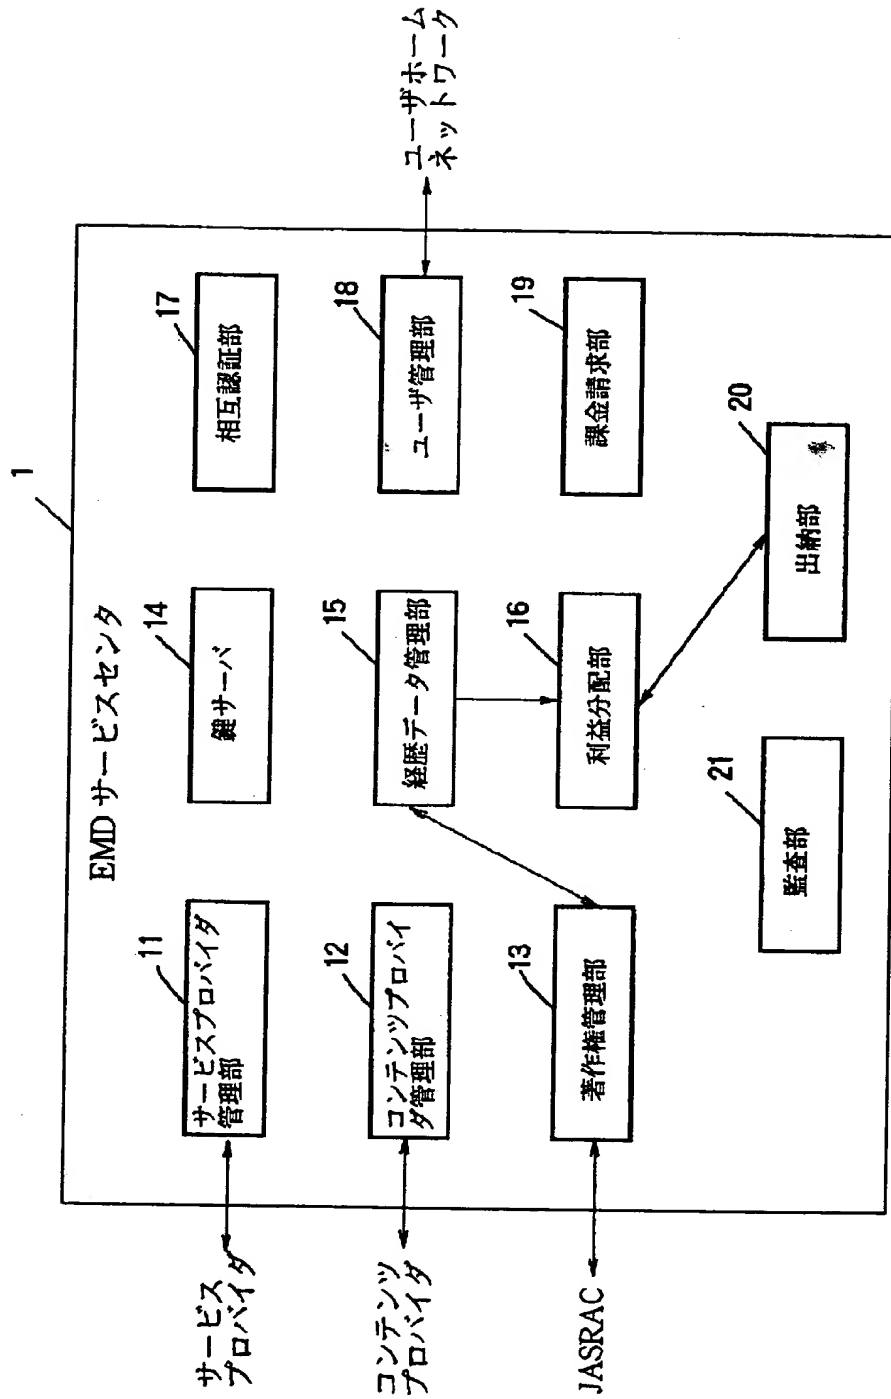 1
EMD サービスセンタ
サービス
プロバイダ
11
サービスプロバイダ
管理部
14
鍵サーバ
17
相互認証部
コンテンツ
プロバイダ
12
コンテンツプロバイ
ダ管理部
15
経歴データ管理部
18
ユーザ管理部
ユーザホーム
ネットワーク
JASRAC
13
著作権管理部
16
利益分配部
19
課金請求部
21
監査部
20
出納部